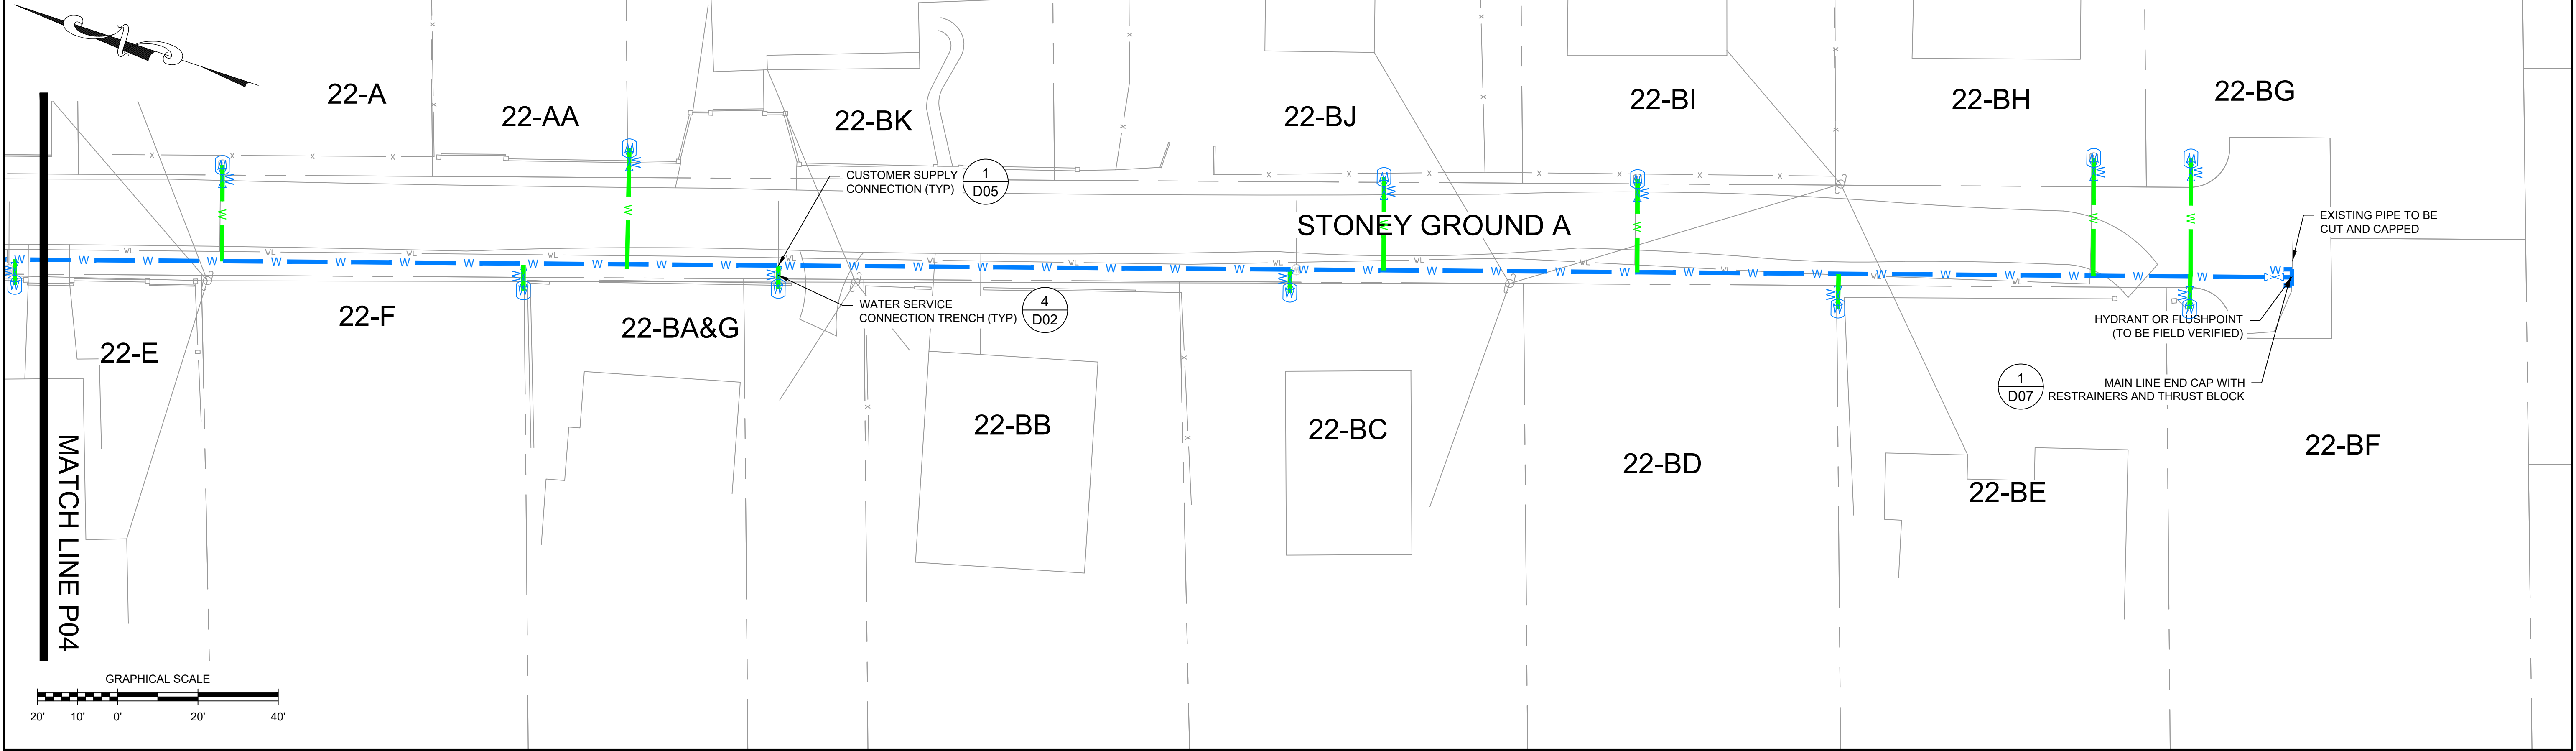 22-A
22-AA
22-BK
22-BJ
22-BI
22-BH
22-BG
CUSTOMER SUPPLY
CONNECTION (TYP)
1
D05
STONEY GROUND A
EXISTING PIPE TO BE
CUT AND CAPPED
22-E
22-F
22-BA&G
WATER SERVICE
CONNECTION TRENCH (TYP)
4
D02
HYDRANT OR FLUSHPOINT
(TO BE FIELD VERIFIED)
1
D07
MAIN LINE END CAP WITH
RESTRAINERS AND THRUST BLOCK
22-BB
22-BC
22-BD
22-BE
22-BF
MATCH LINE P04
GRAPHICAL SCALE
20' 10' 0' 20' 40'